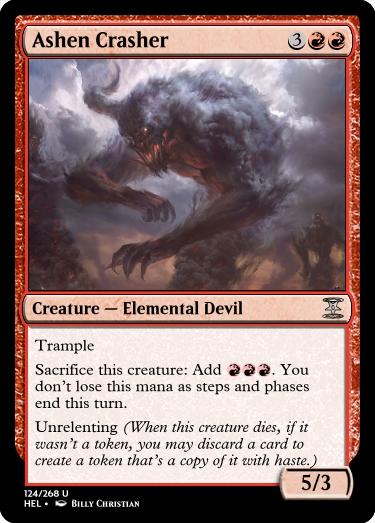 Ashen Crasher 3
Creature — Elemental Devil
Trample
Sacrifice this creature: Add . You
don't lose this mana as steps and phases
end this turn.
Unrelenting (When this creature dies, if it
wasn't a token, you may discard a card to
create a token that's a copy of it with haste.)
5/3
124/268 U
HEL • Billy Christian